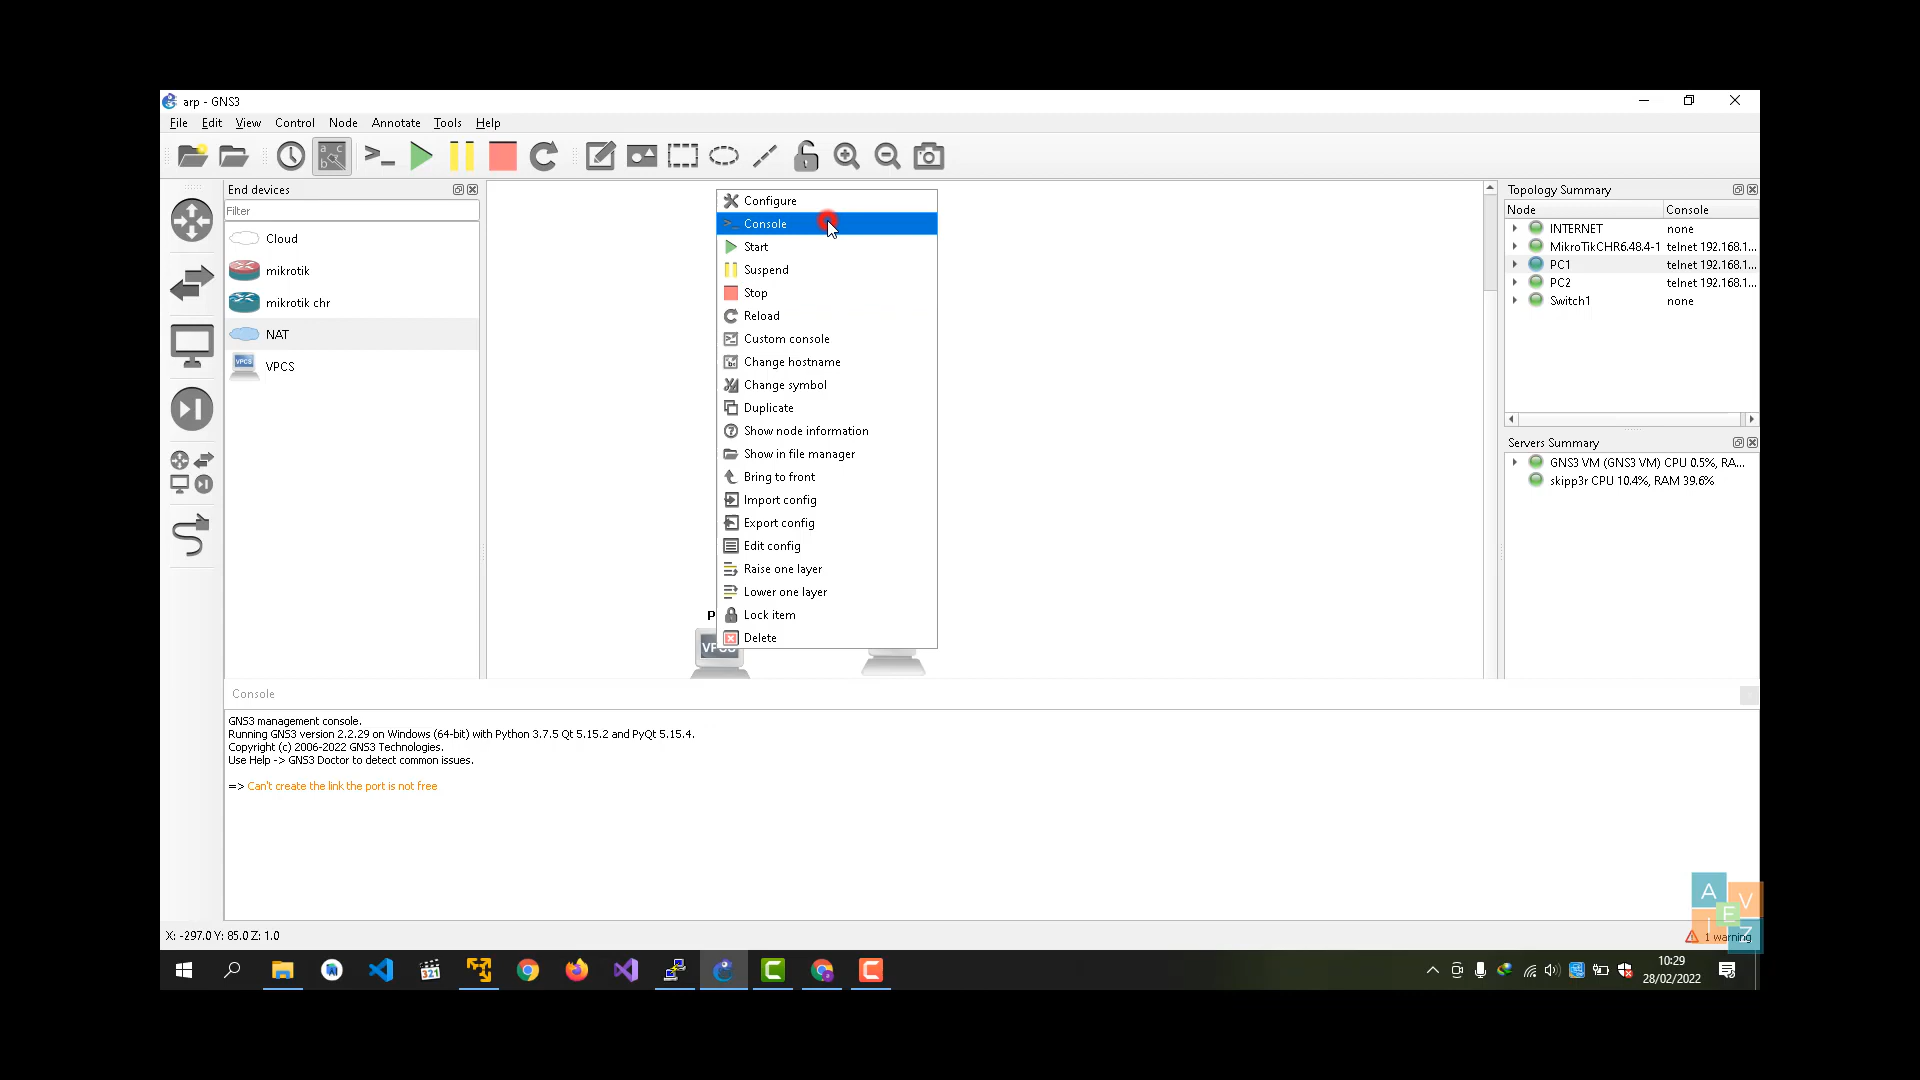 arp - GNS3
File Edit View Control Node Annotate Tools Help
End devices
Filter
Cloud
mikrotik
mikrotik chr
NAT
VPCS
VPCS
Configure
Console
Start
Suspend
Stop
Reload
Custom console
Change hostname
Change symbol
Duplicate
Show node information
Show in file manager
Bring to front
Import config
Export config
Edit config
Raise one layer
Lower one layer
Lock item
Delete
P
VPCS
Topology Summary
Node Console
INTERNET none
MikroTikCHR6.48.4-1 telnet 192.168.1...
PC1 telnet 192.168.1...
PC2 telnet 192.168.1...
Switch1 none
Servers Summary
GNS3 VM (GNS3 VM) CPU 0.5%, RA...
skipp3r CPU 10.4%, RAM 39.6%
Console
GNS3 management console.
Running GNS3 version 2.2.29 on Windows (64-bit) with Python 3.7.5 Qt 5.15.2 and PyQt 5.15.4.
Copyright (c) 2006-2022 GNS3 Technologies.
Use Help -> GNS3 Doctor to detect common issues.
=> Can't create the link the port is not free
X: -297.0 Y: 85.0 Z: 1.0
1 warning
A V
E
I Z
321
10:29
28/02/2022